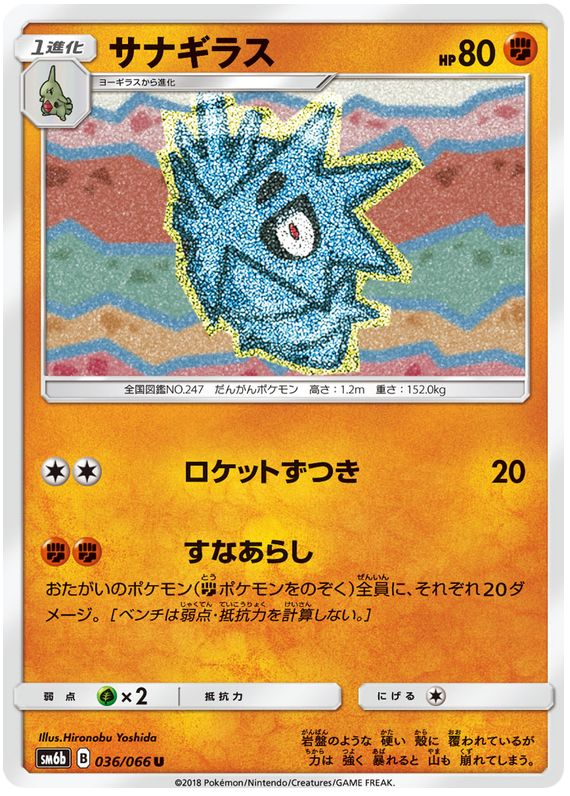 1進化
サナギラス
HP 80
ヨーギラスから進化
全国図鑑NO.247 だんがんポケモン 高さ:1.2m 重さ:152.0kg
ロケットずつき 20
すなあらし
おたがいのポケモン(ポケモンをのぞく)全員に、それぞれ20ダ
メージ。[ベンチは弱点・抵抗力を計算しない。]
弱点 ×2 抵抗力 にげる
Illus.Hironobu Yoshida
岩盤のような 硬い 殻に 覆われているが
力は 強く 暴れると 山も 崩れてしまう。
sm6b B 036/066 U
©2018 Pokémon/Nintendo/Creatures/GAME FREAK.